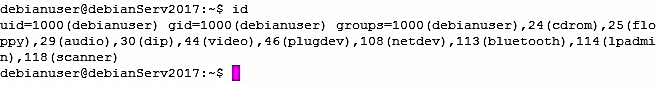 debianuser@debianServ2017:~$ id
uid=1000(debianuser) gid=1000(debianuser) groups=1000(debianuser),24(cdrom),25(flo
ppy),29(audio),30(dip),44(video),46(plugdev),108(netdev),113(bluetooth),114(lpadmi
n),118(scanner)
debianuser@debianServ2017:~$